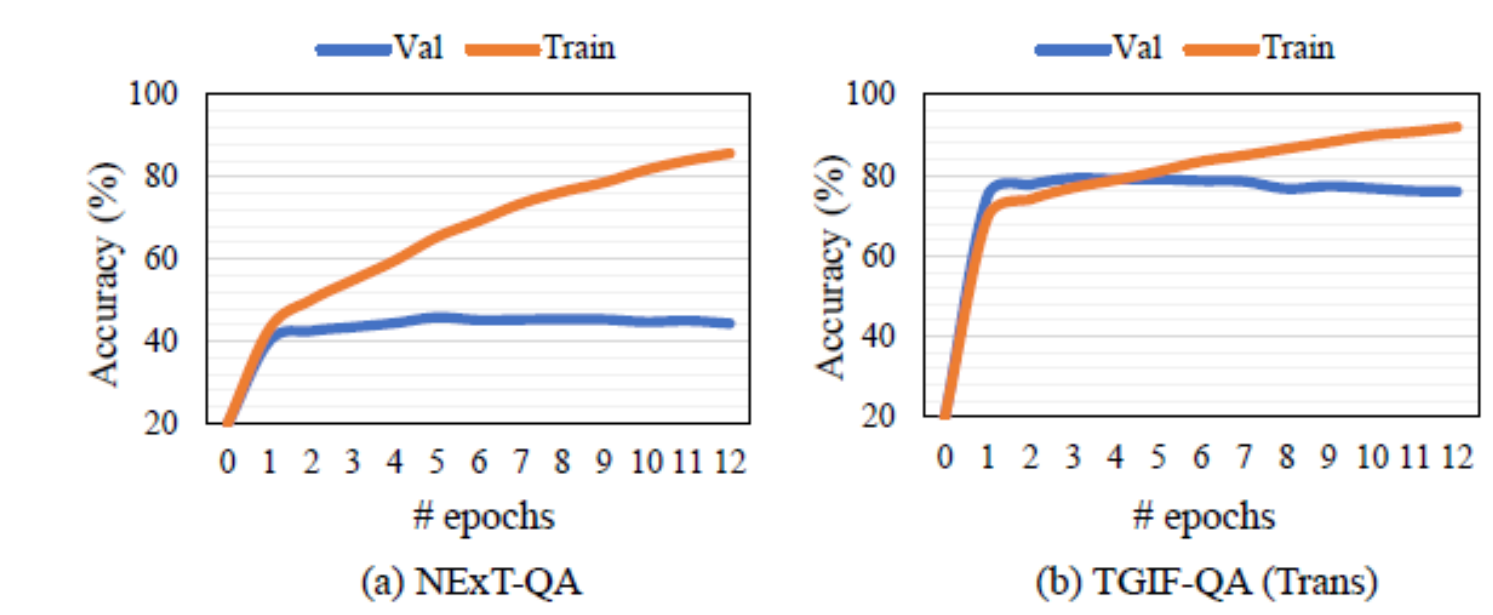 Val Train
100
80
60
40
20
Accuracy (%)
0 1 2 3 4 5 6 7 8 9 10 11 12
# epochs
(a) NExT-QA
Val Train
100
80
60
40
20
Accuracy (%)
0 1 2 3 4 5 6 7 8 9 10 11 12
# epochs
(b) TGIF-QA (Trans)